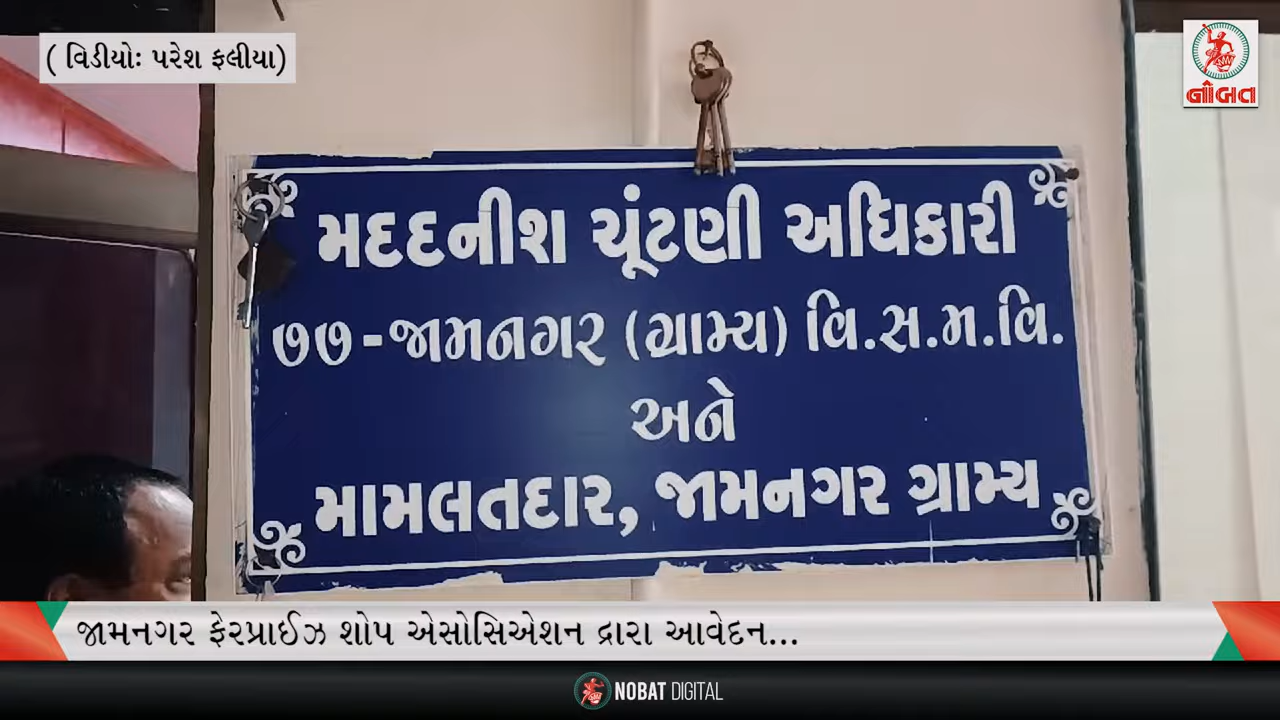 ( વિડીયોઃ પરેશ ફલીયા)
નોબત
મદદનીશ ચૂંટણી અધિકારી
૭૭-જામનગર (ગ્રામ્ય) વિ.સ.મ.વિ.
અને
મામલતદાર, જામનગર ગ્રામ્ય
જામનગર ફેરપ્રાઈઝ શોપ એસોસિએશન દ્વારા આવેદન...
NOBAT DIGITAL